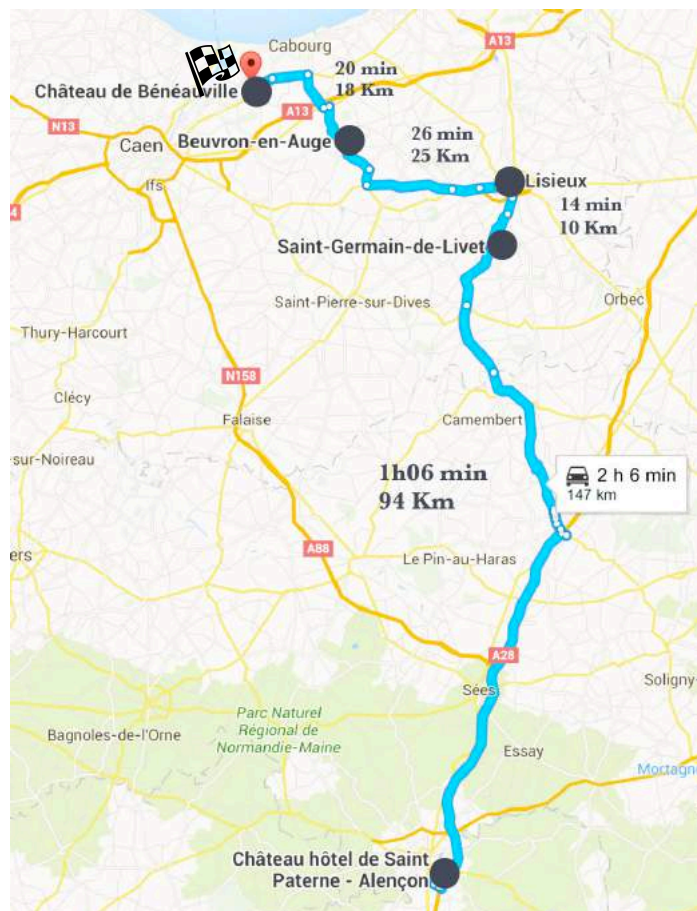 Cabourg
A13
20 min
18 Km
Château de Bénéauville
A13
N13
Caen
Beuvron-en-Auge
26 min
25 Km
Lisieux
Ifs
14 min
10 Km
4
Saint-Germain-de-Livet
Saint-Pierre-sur-Dives
Orbec
Thury-Harcourt
N158
Clécy
Falaise
Camembert
-sur-Noireau
1h06 min
94 Km
2 h 6 min
147 km
A88
ers
Le Pin-au-Haras
A28
Sées
Soligny-
Parc Naturel
Régional de
Normandie-Maine
Bagnoles-de-l'Orne
Essay
Mortagn
Château hôtel de Saint
Paterne - Alençon